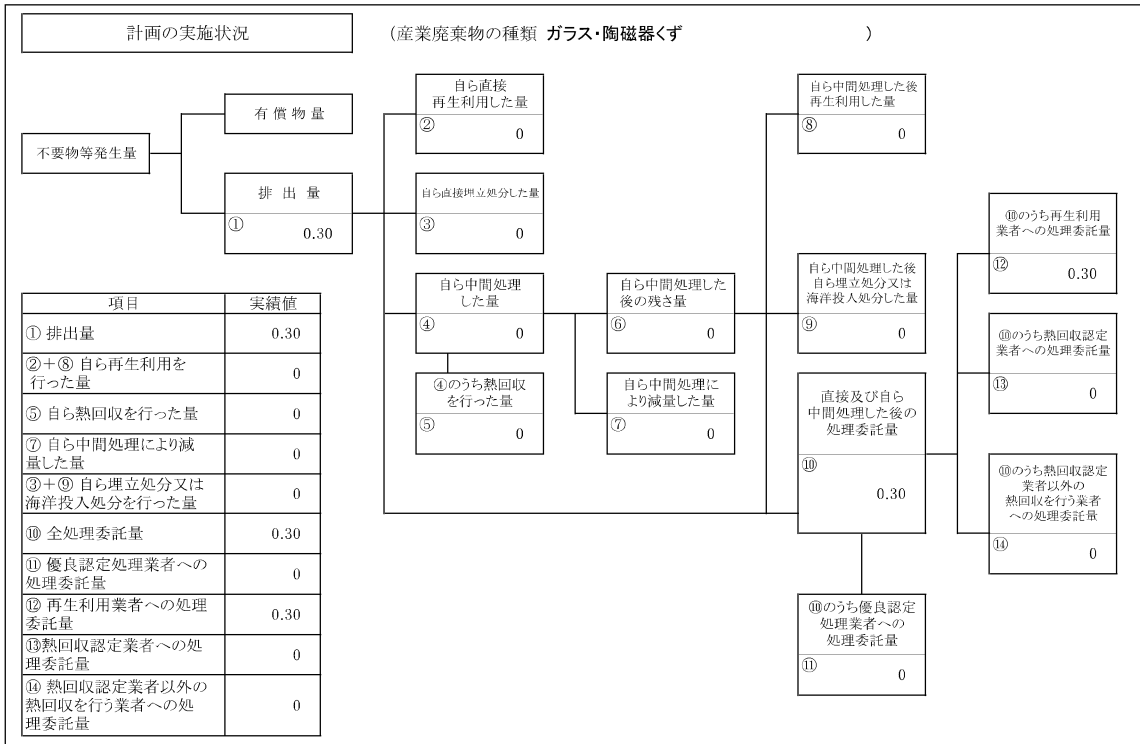 計画の実施状況
(産業廃棄物の種類 ガラス・陶磁器くず )
不要物等発生量
有償物量
排出量
① 0.30
自ら直接
再生利用した量
② 0
自ら直接埋立処分した量
③ 0
自ら中間処理
した量
④ 0
④のうち熱回収
を行った量
⑤ 0
自ら中間処理した
後の残さ量
⑥ 0
自ら中間処理に
より減量した量
⑦ 0
自ら中間処理した後
再生利用した量
⑧ 0
自ら中間処理した後
自ら埋立処分又は
海洋投入処分した量
⑨ 0
直接及び自ら
中間処理した後の
処理委託量
⑩
0.30
⑩のうち優良認定
処理業者への
処理委託量
⑪ 0
⑩のうち再生利用
業者への処理委託量
⑫ 0.30
⑩のうち熱回収認定
業者への処理委託量
⑬ 0
⑩のうち熱回収認定
業者以外の
熱回収を行う業者
への処理委託量
⑭ 0
項目 実績値
① 排出量 0.30
②+⑧ 自ら再生利用を
行った量 0
⑤ 自ら熱回収を行った量 0
⑦ 自ら中間処理により減
量した量 0
③+⑨ 自ら埋立処分又は
海洋投入処分を行った量 0
⑩ 全処理委託量 0.30
⑪ 優良認定処理業者への
処理委託量 0
⑫ 再生利用業者への処理
委託量 0.30
⑬熱回収認定業者への処
理委託量 0
⑭ 熱回収認定業者以外の
熱回収を行う業者への処
理委託量 0